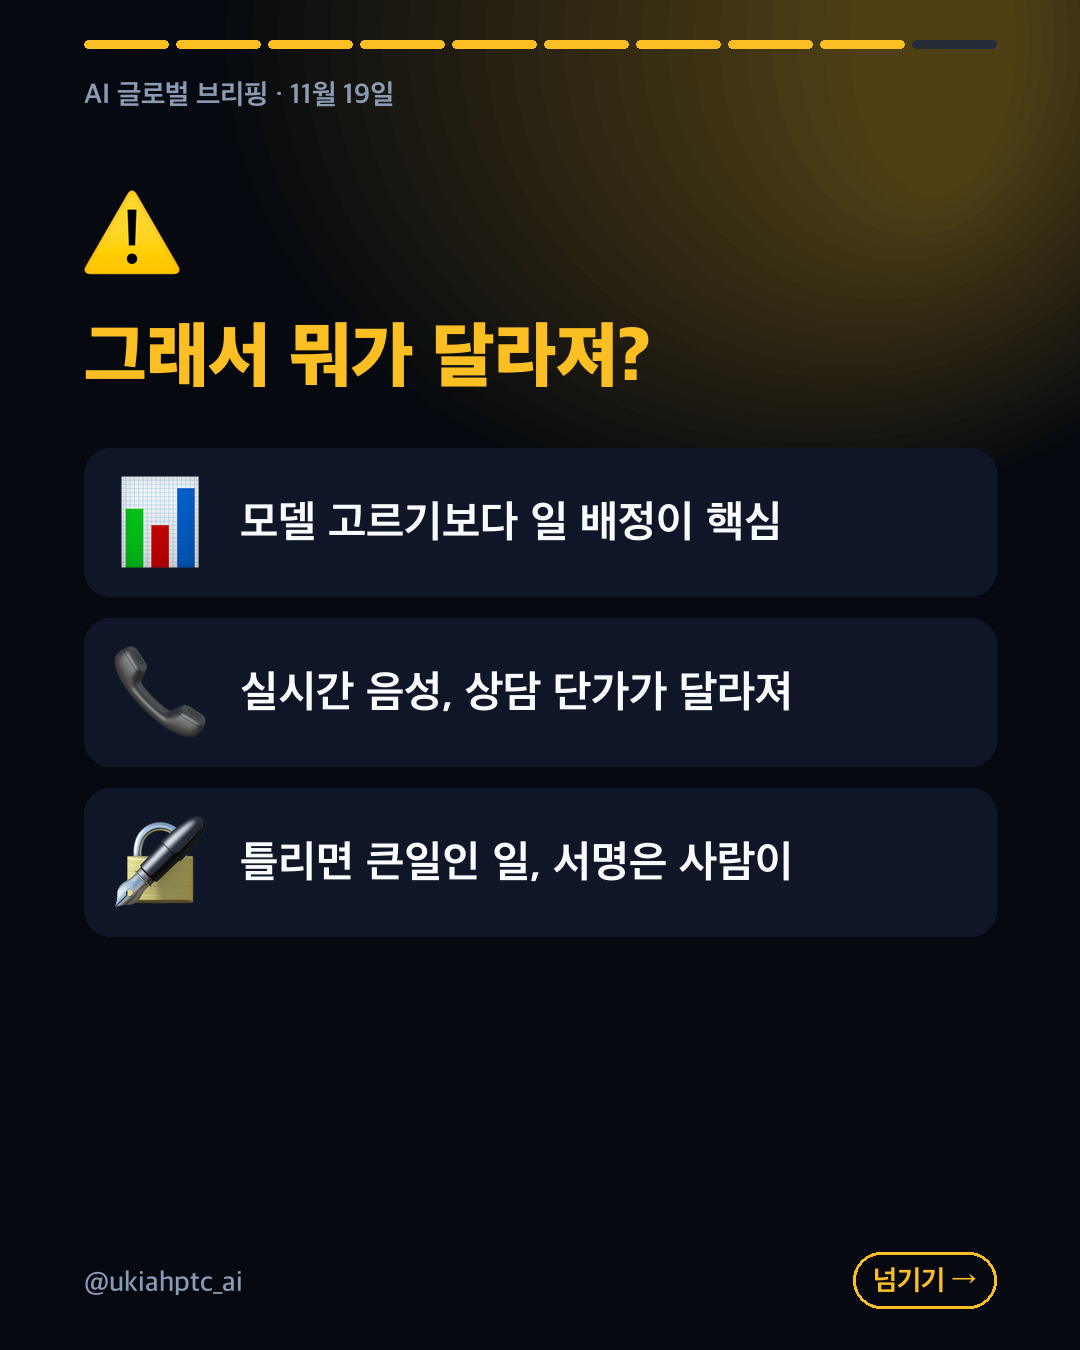 AI 글로벌 브리핑 · 11월 19일
그래서 뭐가 달라져?
모델 고르기보다 일 배정이 핵심
실시간 음성, 상담 단가가 달라져
틀리면 큰일인 일, 서명은 사람이
@ukiahptc_ai
넘기기 →